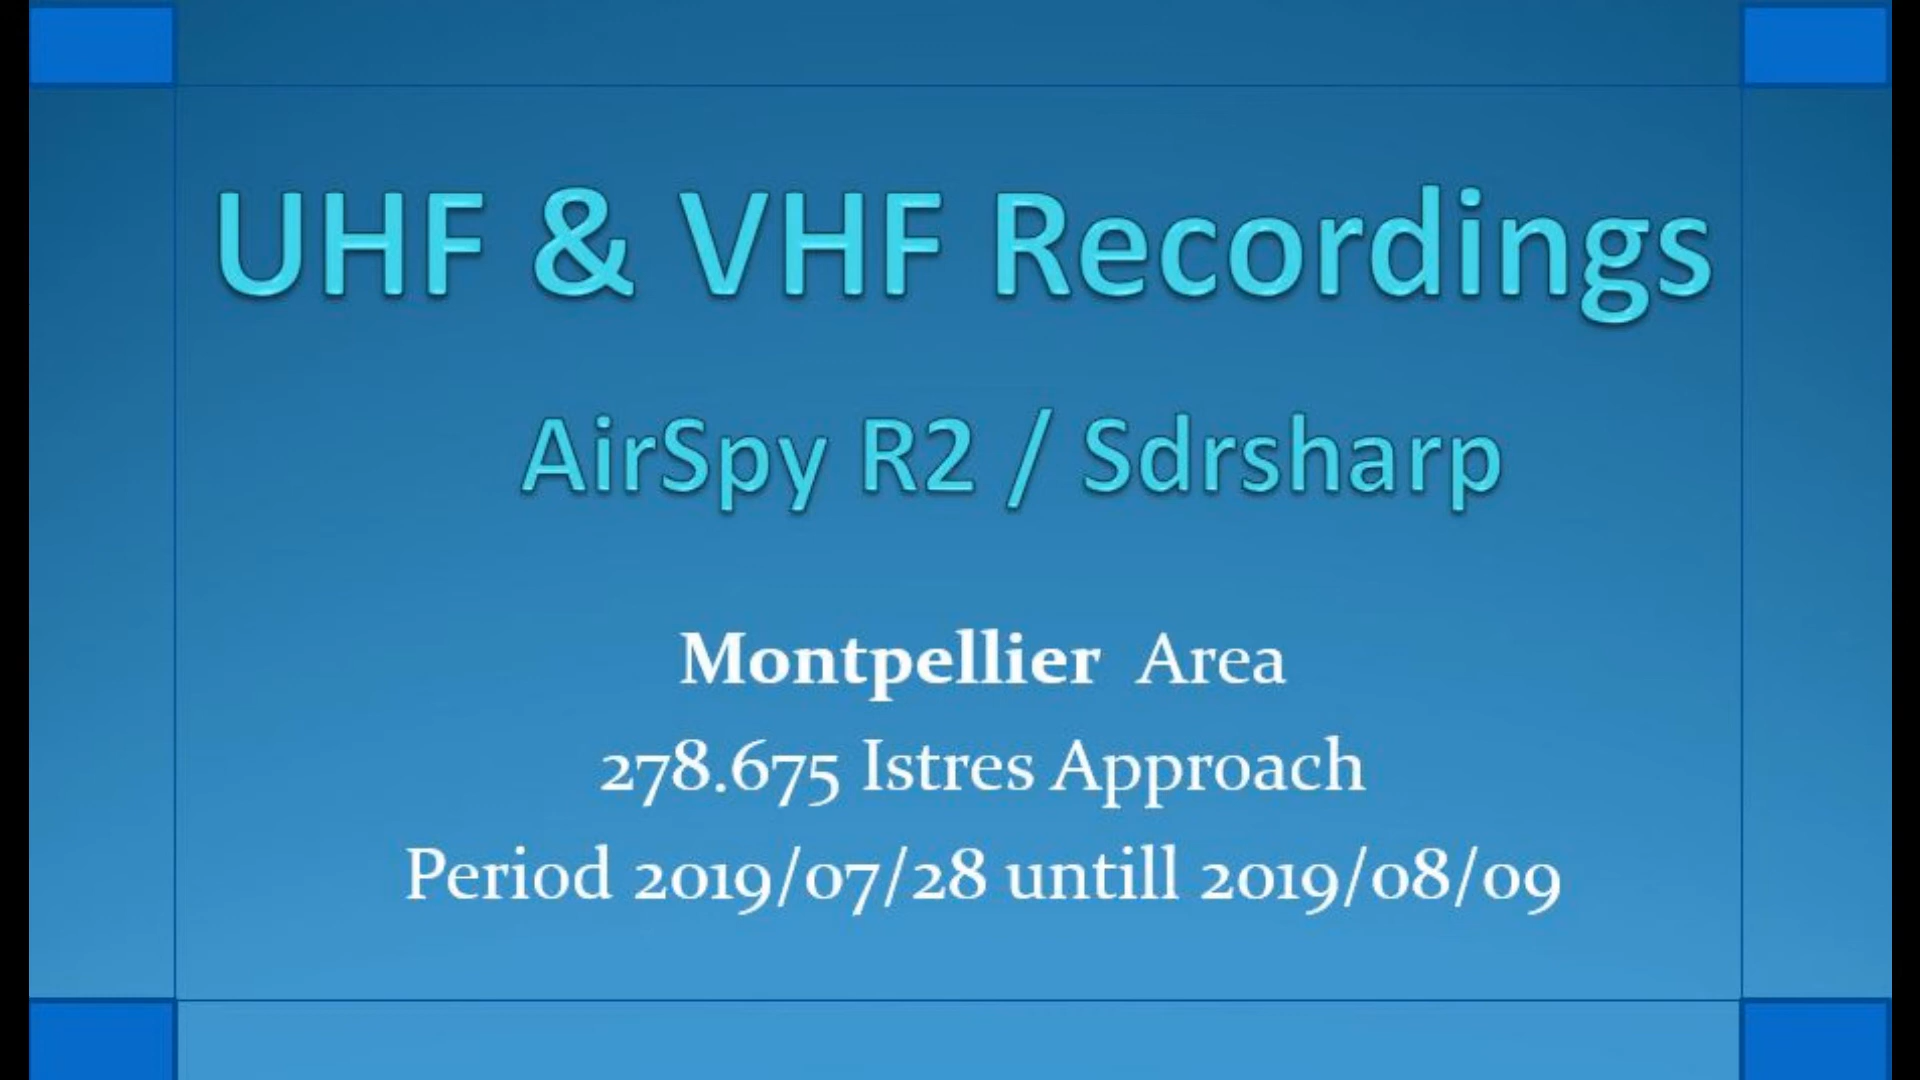 UHF & VHF Recordings
AirSpy R2 / Sdrsharp
Montpellier Area
278.675 Istres Approach
Period 2019/07/28 untill 2019/08/09